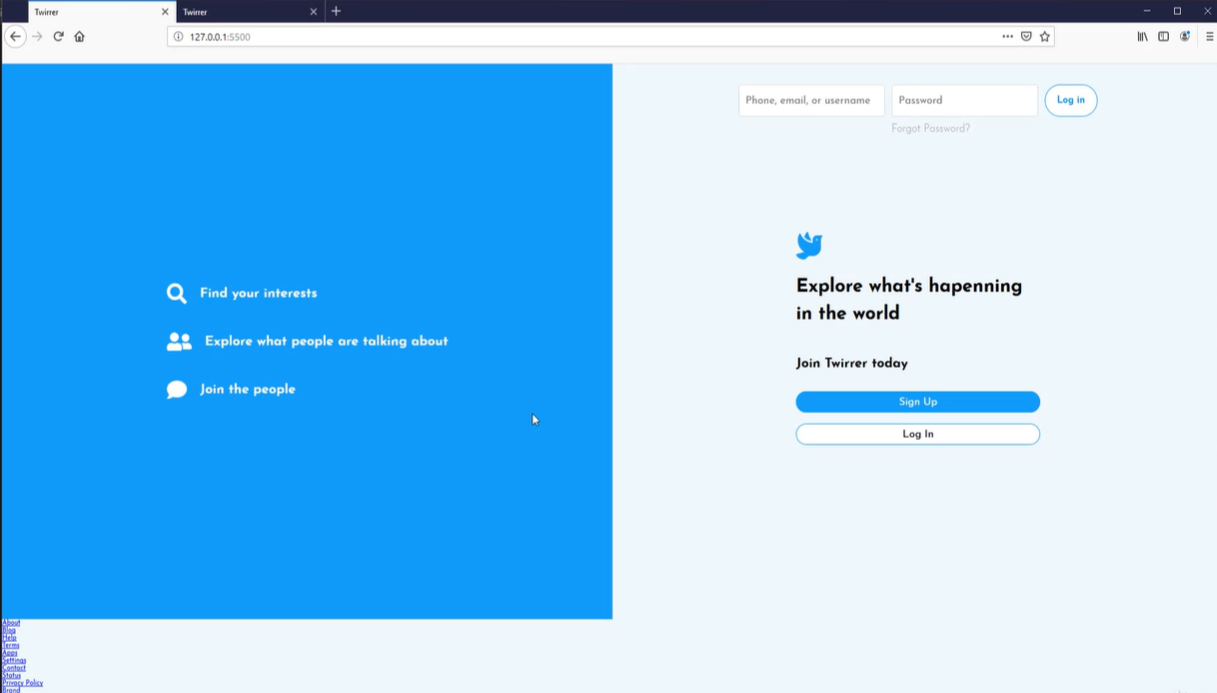 Twirrer
Twirrer
127.0.0.1:5500
Phone, email, or username
Password
Log in
Forgot Password?
Find your interests
Explore what people are talking about
Join the people
Explore what's hapenning
in the world
Join Twirrer today
Sign Up
Log In
About
Blog
Help
Terms
Apps
Settings
Contact
Status
Privacy Policy
Brand